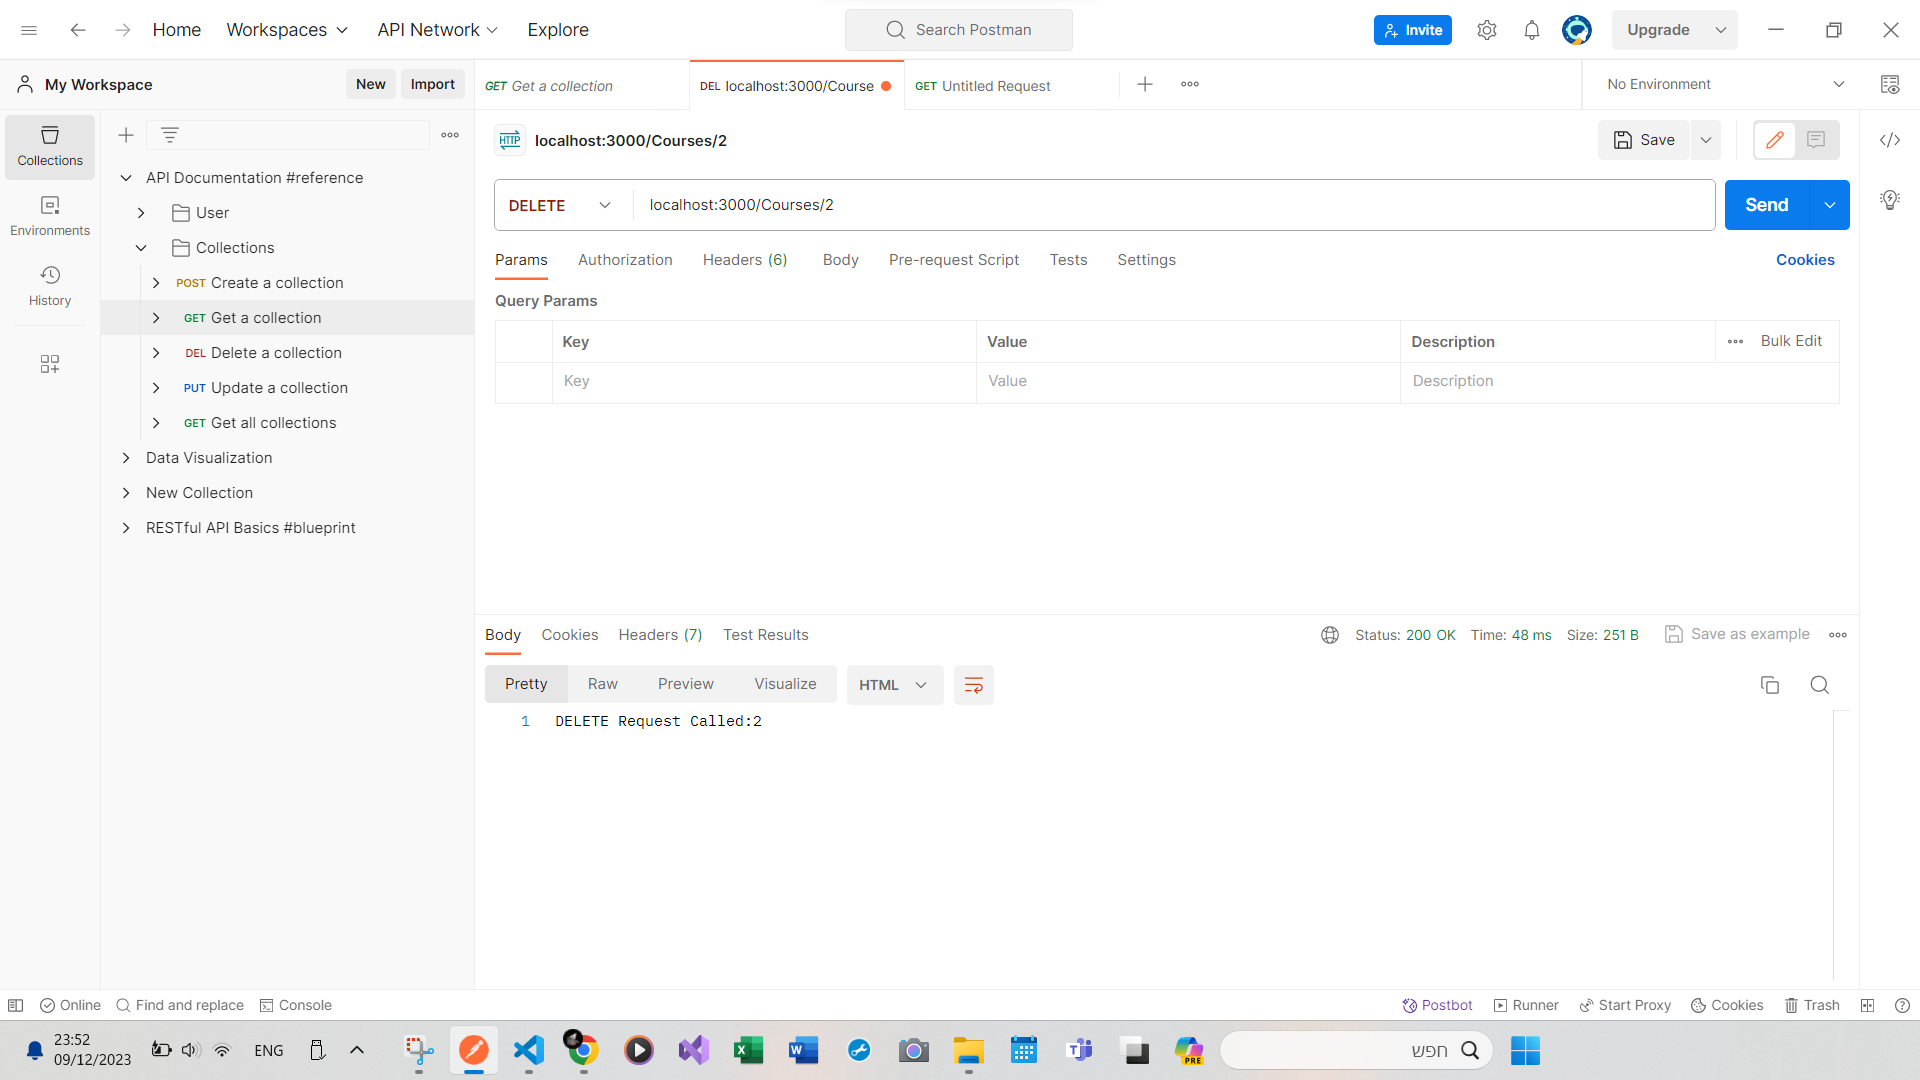 Home
Workspaces
API Network
Explore
Search Postman
Invite
Upgrade
My Workspace
New
Import
GET Get a collection
DEL localhost:3000/Course
GET Untitled Request
No Environment
Collections
Environments
History
API Documentation #reference
User
Collections
POST Create a collection
GET Get a collection
DEL Delete a collection
PUT Update a collection
GET Get all collections
Data Visualization
New Collection
RESTful API Basics #blueprint
HTTP localhost:3000/Courses/2
Save
DELETE localhost:3000/Courses/2
Send
Params Authorization Headers (6) Body Pre-request Script Tests Settings Cookies
Query Params
Key Value Description Bulk Edit
Key Value Description
Body Cookies Headers (7) Test Results Status: 200 OK Time: 48 ms Size: 251 B Save as example
Pretty Raw Preview Visualize HTML
1 DELETE Request Called:2
Online Find and replace Console Postbot Runner Start Proxy Cookies Trash
23:52
09/12/2023
ENG
PRE
חפש